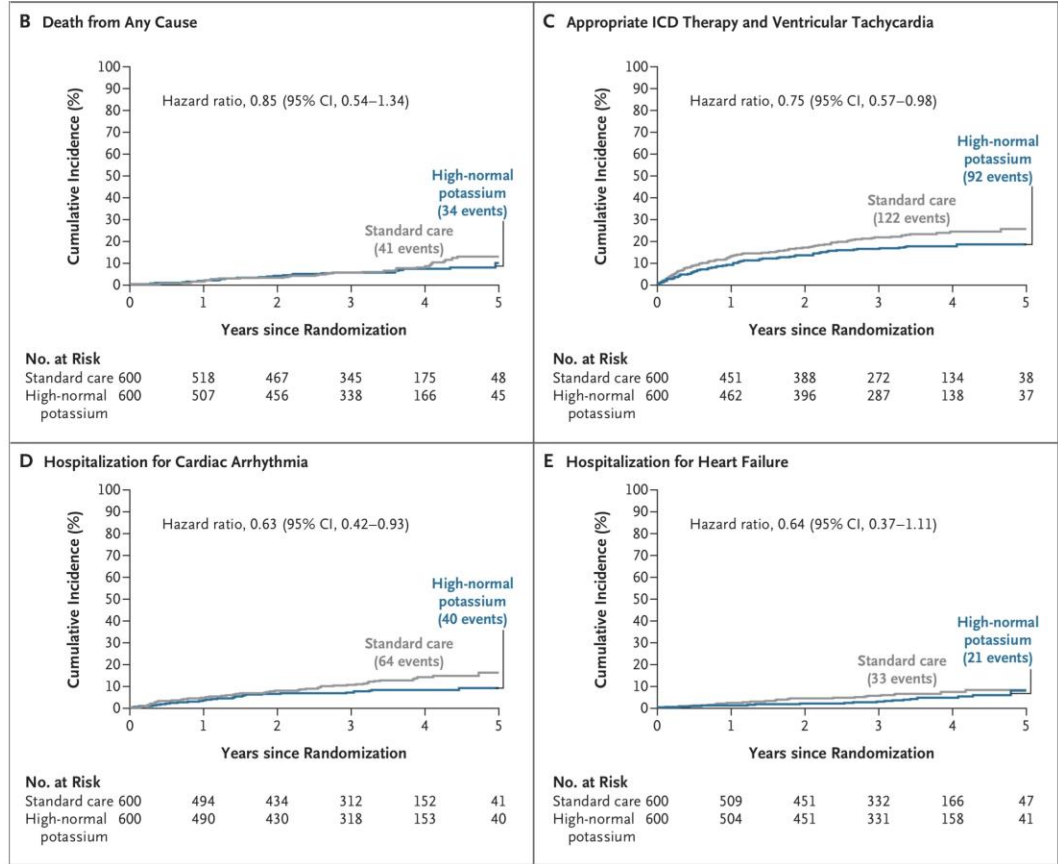 B Death from Any Cause
Cumulative Incidence (%)
100
90
80
70
60
50
40
30
20
10
0
Hazard ratio, 0.85 (95% CI, 0.54–1.34)
High-normal
potassium
(34 events)
Standard care
(41 events)
0 1 2 3 4 5
Years since Randomization
No. at Risk
Standard care 600 518 467 345 175 48
High-normal 600 507 456 338 166 45
potassium
C Appropriate ICD Therapy and Ventricular Tachycardia
Cumulative Incidence (%)
100
90
80
70
60
50
40
30
20
10
0
Hazard ratio, 0.75 (95% CI, 0.57–0.98)
High-normal
potassium
(92 events)
Standard care
(122 events)
0 1 2 3 4 5
Years since Randomization
No. at Risk
Standard care 600 451 388 272 134 38
High-normal 600 462 396 287 138 37
potassium
D Hospitalization for Cardiac Arrhythmia
Cumulative Incidence (%)
100
90
80
70
60
50
40
30
20
10
0
Hazard ratio, 0.63 (95% CI, 0.42–0.93)
High-normal
potassium
(40 events)
Standard care
(64 events)
0 1 2 3 4 5
Years since Randomization
No. at Risk
Standard care 600 494 434 312 152 41
High-normal 600 490 430 318 153 40
potassium
E Hospitalization for Heart Failure
Cumulative Incidence (%)
100
90
80
70
60
50
40
30
20
10
0
Hazard ratio, 0.64 (95% CI, 0.37–1.11)
High-normal
potassium
(21 events)
Standard care
(33 events)
0 1 2 3 4 5
Years since Randomization
No. at Risk
Standard care 600 509 451 332 166 47
High-normal 600 504 451 331 158 41
potassium